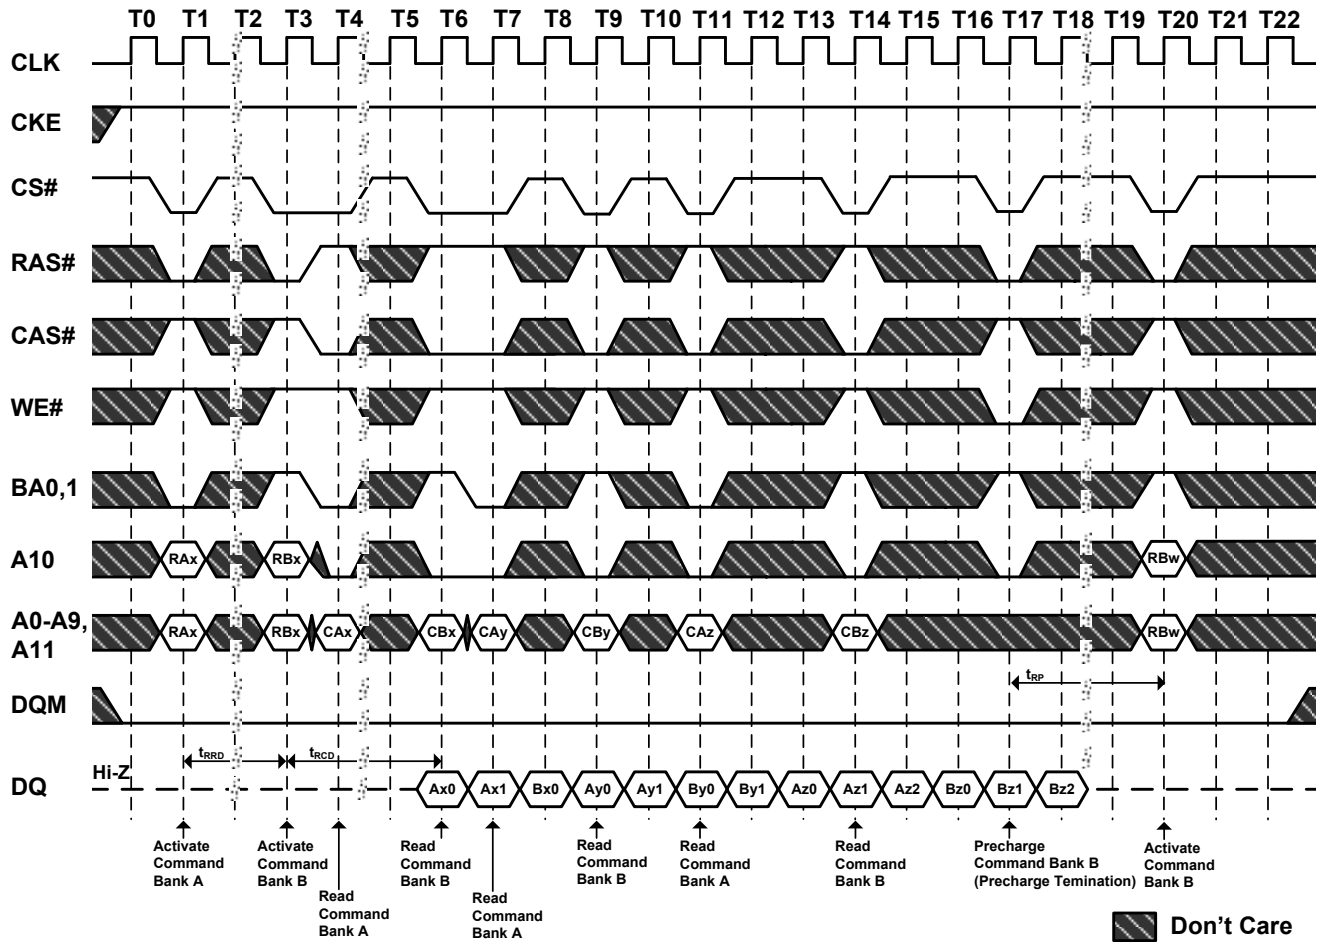 T0 T1 T2 T3 T4 T5 T6 T7 T8 T9 T10 T11 T12 T13 T14 T15 T16 T17 T18 T19 T20 T21 T22
CLK
CKE
CS#
RAS#
CAS#
WE#
BA0,1
A10
RAx RBx RBw
A0-A9,
A11
RAx RBx CAx CBx CAy CBy CAz CBz RBw
tRP
DQM
tRRD tRCD
Hi-Z
DQ
Ax0 Ax1 Bx0 Ay0 Ay1 By0 By1 Az0 Az1 Az2 Bz0 Bz1 Bz2
Activate
Command
Bank A
Activate
Command
Bank B
Read
Command
Bank A
Read
Command
Bank B
Read
Command
Bank A
Read
Command
Bank B
Read
Command
Bank A
Read
Command
Bank B
Precharge
Command Bank B
(Precharge Temination)
Activate
Command
Bank B
Don't Care